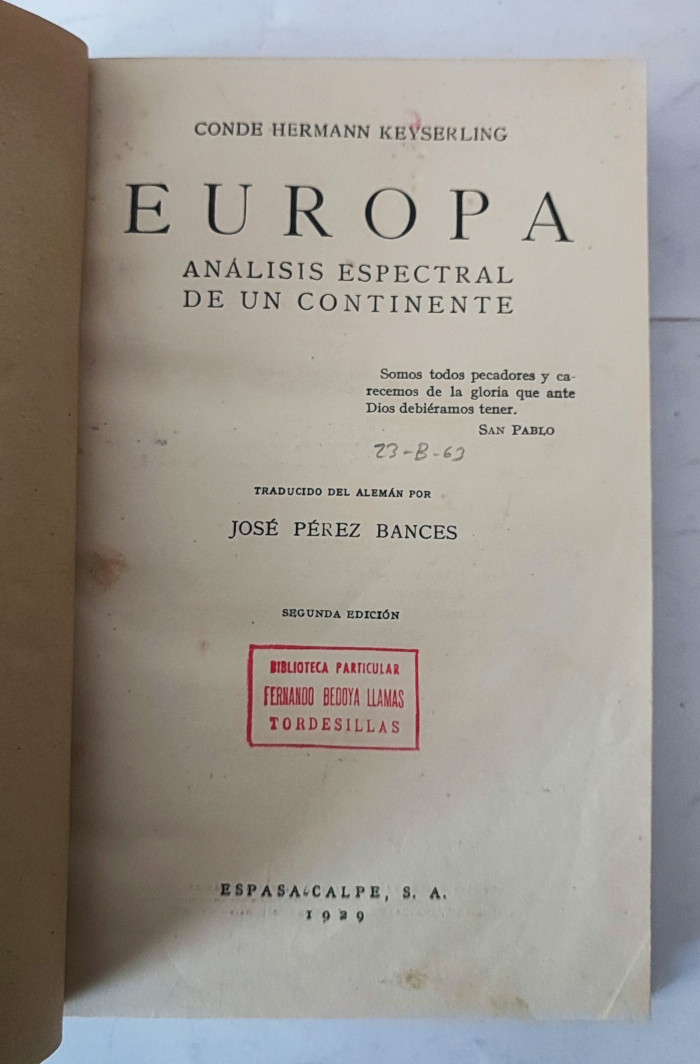 CONDE HERMANN KEYSERLING
EUROPA
ANÁLISIS ESPECTRAL
DE UN CONTINENTE
Somos todos pecadores y ca-
recemos de la gloria que ante
Dios debiéramos tener.
SAN PABLO
23-B-63
TRADUCIDO DEL ALEMÁN POR
JOSÉ PÉREZ BANCES
SEGUNDA EDICIÓN
BIBLIOTECA PARTICULAR
FERNANDO BEDOYA LLAMAS
TORDESILLAS
ESPASA-CALPE, S. A.
1929